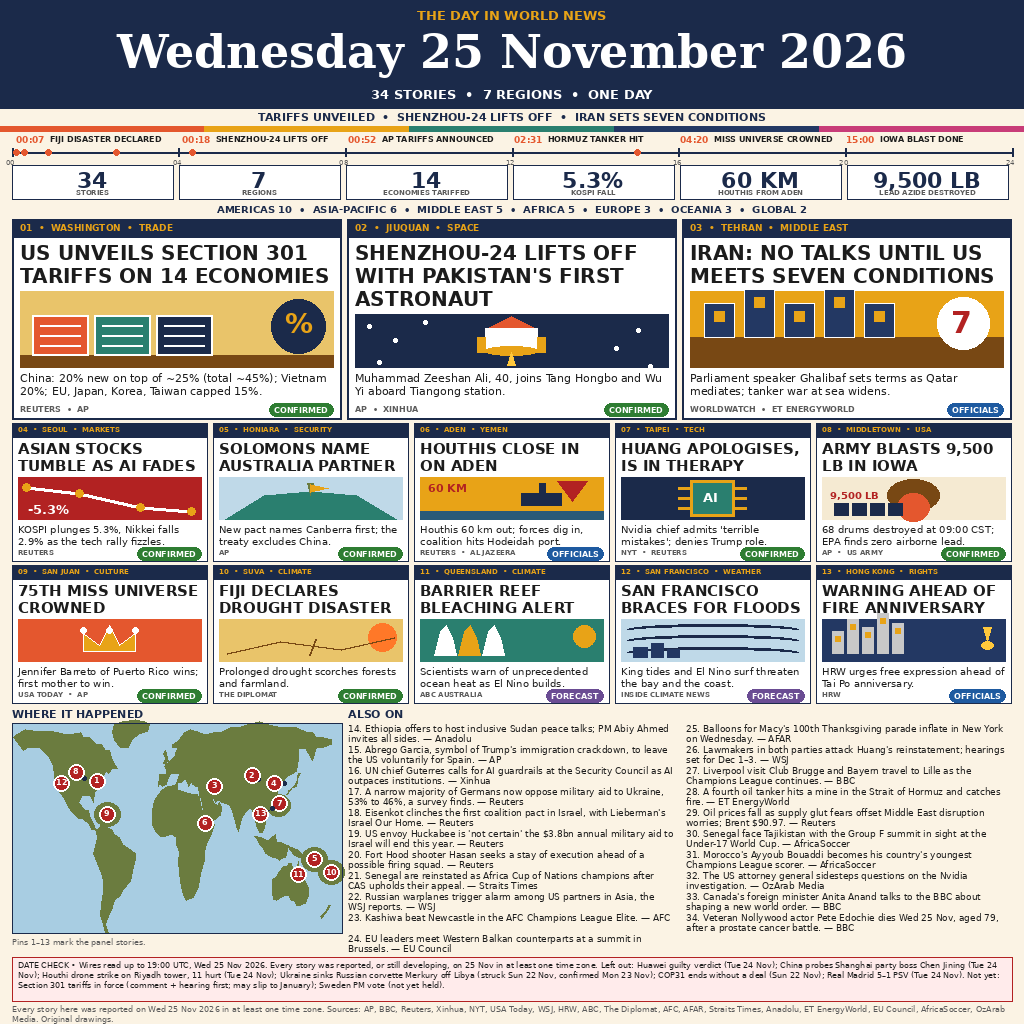 THE DAY IN WORLD NEWS
Wednesday 25 November 2026
34 STORIES • 7 REGIONS • ONE DAY
TARIFFS UNVEILED • SHENZHOU-24 LIFTS OFF • IRAN SETS SEVEN CONDITIONS
00:07 FIJI DISASTER DECLARED
00:18 SHENZHOU-24 LIFTS OFF
00:52 AP TARIFFS ANNOUNCED
02:31 HORMUZ TANKER HIT
04:20 MISS UNIVERSE CROWNED
15:00 IOWA BLAST DONE
00 04 08 12 16 20 24
34
STORIES
7
REGIONS
14
ECONOMIES TARIFFED
5.3%
KOSPI FALL
60 KM
HOUTHIS FROM ADEN
9,500 LB
LEAD AZIDE DESTROYED
AMERICAS 10 • ASIA-PACIFIC 6 • MIDDLE EAST 5 • AFRICA 5 • EUROPE 3 • OCEANIA 3 • GLOBAL 2
01 • WASHINGTON • TRADE
US UNVEILS SECTION 301
TARIFFS ON 14 ECONOMIES
%
China: 20% new on top of ~25% (total ~45%); Vietnam
20%; EU, Japan, Korea, Taiwan capped 15%.
REUTERS • AP
CONFIRMED
02 • JIUQUAN • SPACE
SHENZHOU-24 LIFTS OFF
WITH PAKISTAN'S FIRST
ASTRONAUT
Muhammad Zeeshan Ali, 40, joins Tang Hongbo and Wu
Yi aboard Tiangong station.
AP • XINHUA
CONFIRMED
03 • TEHRAN • MIDDLE EAST
IRAN: NO TALKS UNTIL US
MEETS SEVEN CONDITIONS
7
Parliament speaker Ghalibaf sets terms as Qatar
mediates; tanker war at sea widens.
WORLDWATCH • ET ENERGYWORLD
OFFICIALS
04 • SEOUL • MARKETS
ASIAN STOCKS
TUMBLE AS AI FADES
-5.3%
KOSPI plunges 5.3%, Nikkei falls
2.9% as the tech rally fizzles.
REUTERS
CONFIRMED
05 • HONIARA • SECURITY
SOLOMONS NAME
AUSTRALIA PARTNER
New pact names Canberra first; the
treaty excludes China.
AP
CONFIRMED
06 • ADEN • YEMEN
HOUTHIS CLOSE IN
ON ADEN
60 KM
Houthis 60 km out; forces dig in,
coalition hits Hodeidah port.
REUTERS • AL JAZEERA
OFFICIALS
07 • TAIPEI • TECH
HUANG APOLOGISES,
IS IN THERAPY
AI
Nvidia chief admits 'terrible
mistakes'; denies Trump role.
NYT • REUTERS
CONFIRMED
08 • MIDDLETOWN • USA
ARMY BLASTS 9,500
LB IN IOWA
9,500 LB
68 drums destroyed at 09:00 CST;
EPA finds zero airborne lead.
AP • US ARMY
CONFIRMED
09 • SAN JUAN • CULTURE
75TH MISS UNIVERSE
CROWNED
Jennifer Barreto of Puerto Rico wins;
first mother to win.
USA TODAY • AP
CONFIRMED
10 • SUVA • CLIMATE
FIJI DECLARES
DROUGHT DISASTER
Prolonged drought scorches forests
and farmland.
THE DIPLOMAT
CONFIRMED
11 • QUEENSLAND • CLIMATE
BARRIER REEF
BLEACHING ALERT
Scientists warn of unprecedented
ocean heat as El Nino builds.
ABC AUSTRALIA
FORECAST
12 • SAN FRANCISCO • WEATHER
SAN FRANCISCO
BRACES FOR FLOODS
King tides and El Nino surf threaten
the bay and the coast.
INSIDE CLIMATE NEWS
FORECAST
13 • HONG KONG • RIGHTS
WARNING AHEAD OF
FIRE ANNIVERSARY
HRW urges free expression ahead of
Tai Po anniversary.
HRW
OFFICIALS
WHERE IT HAPPENED
12 8 1 9 6 3 2 4 7 13 5 11 10
Pins 1–13 mark the panel stories.
ALSO ON
14. Ethiopia offers to host inclusive Sudan peace talks; PM Abiy Ahmed
invites all sides. — Anadolu
15. Abrego Garcia, symbol of Trump's immigration crackdown, to leave
the US voluntarily for Spain. — AP
16. UN chief Guterres calls for AI guardrails at the Security Council as AI
outpaces institutions. — Xinhua
17. A narrow majority of Germans now oppose military aid to Ukraine,
53% to 46%, a survey finds. — Reuters
18. Eisenkot clinches the first coalition pact in Israel, with Lieberman's
Israel Our Home. — Reuters
19. US envoy Huckabee is 'not certain' the $3.8bn annual military aid to
Israel will end this year. — Reuters
20. Fort Hood shooter Hasan seeks a stay of execution ahead of a
possible firing squad. — Reuters
21. Senegal are reinstated as Africa Cup of Nations champions after
CAS upholds their appeal. — Straits Times
22. Russian warplanes trigger alarm among US partners in Asia, the
WSJ reports. — WSJ
23. Kashiwa beat Newcastle in the AFC Champions League Elite. — AFC
24. EU leaders meet Western Balkan counterparts at a summit in
Brussels. — EU Council
25. Balloons for Macy's 100th Thanksgiving parade inflate in New York
on Wednesday. — AFAR
26. Lawmakers in both parties attack Huang's reinstatement; hearings
set for Dec 1–3. — WSJ
27. Liverpool visit Club Brugge and Bayern travel to Lille as the
Champions League continues. — BBC
28. A fourth oil tanker hits a mine in the Strait of Hormuz and catches
fire. — ET EnergyWorld
29. Oil prices fall as supply glut fears offset Middle East disruption
worries; Brent $90.97. — Reuters
30. Senegal face Tajikistan with the Group F summit in sight at the
Under-17 World Cup. — AfricaSoccer
31. Morocco's Ayyoub Bouaddi becomes his country's youngest
Champions League scorer. — AfricaSoccer
32. The US attorney general sidesteps questions on the Nvidia
investigation. — OzArab Media
33. Canada's foreign minister Anita Anand talks to the BBC about
shaping a new world order. — BBC
34. Veteran Nollywood actor Pete Edochie dies Wed 25 Nov, aged 79,
after a prostate cancer battle. — BBC
DATE CHECK • Wires read up to 19:00 UTC, Wed 25 Nov 2026. Every story was reported, or still developing, on 25 Nov in at least one time zone. Left out: Huawei guilty verdict (Tue 24 Nov); China probes Shanghai party boss Chen Jining (Tue 24
Nov); Houthi drone strike on Riyadh tower, 11 hurt (Tue 24 Nov); Ukraine sinks Russian corvette Merkury off Libya (struck Sun 22 Nov, confirmed Mon 23 Nov); COP31 ends without a deal (Sun 22 Nov); Real Madrid 5–1 PSV (Tue 24 Nov). Not yet:
Section 301 tariffs in force (comment + hearing first; may slip to January); Sweden PM vote (not yet held).
Every story here was reported on Wed 25 Nov 2026 in at least one time zone. Sources: AP, BBC, Reuters, Xinhua, NYT, USA Today, WSJ, HRW, ABC, The Diplomat, AFC, AFAR, Straits Times, Anadolu, ET EnergyWorld, EU Council, AfricaSoccer, OzArab
Media. Original drawings.